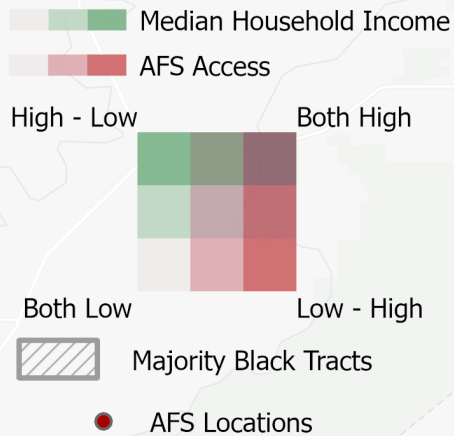 Median Household Income
AFS Access
High - Low
Both High
Both Low
Low - High
Majority Black Tracts
AFS Locations